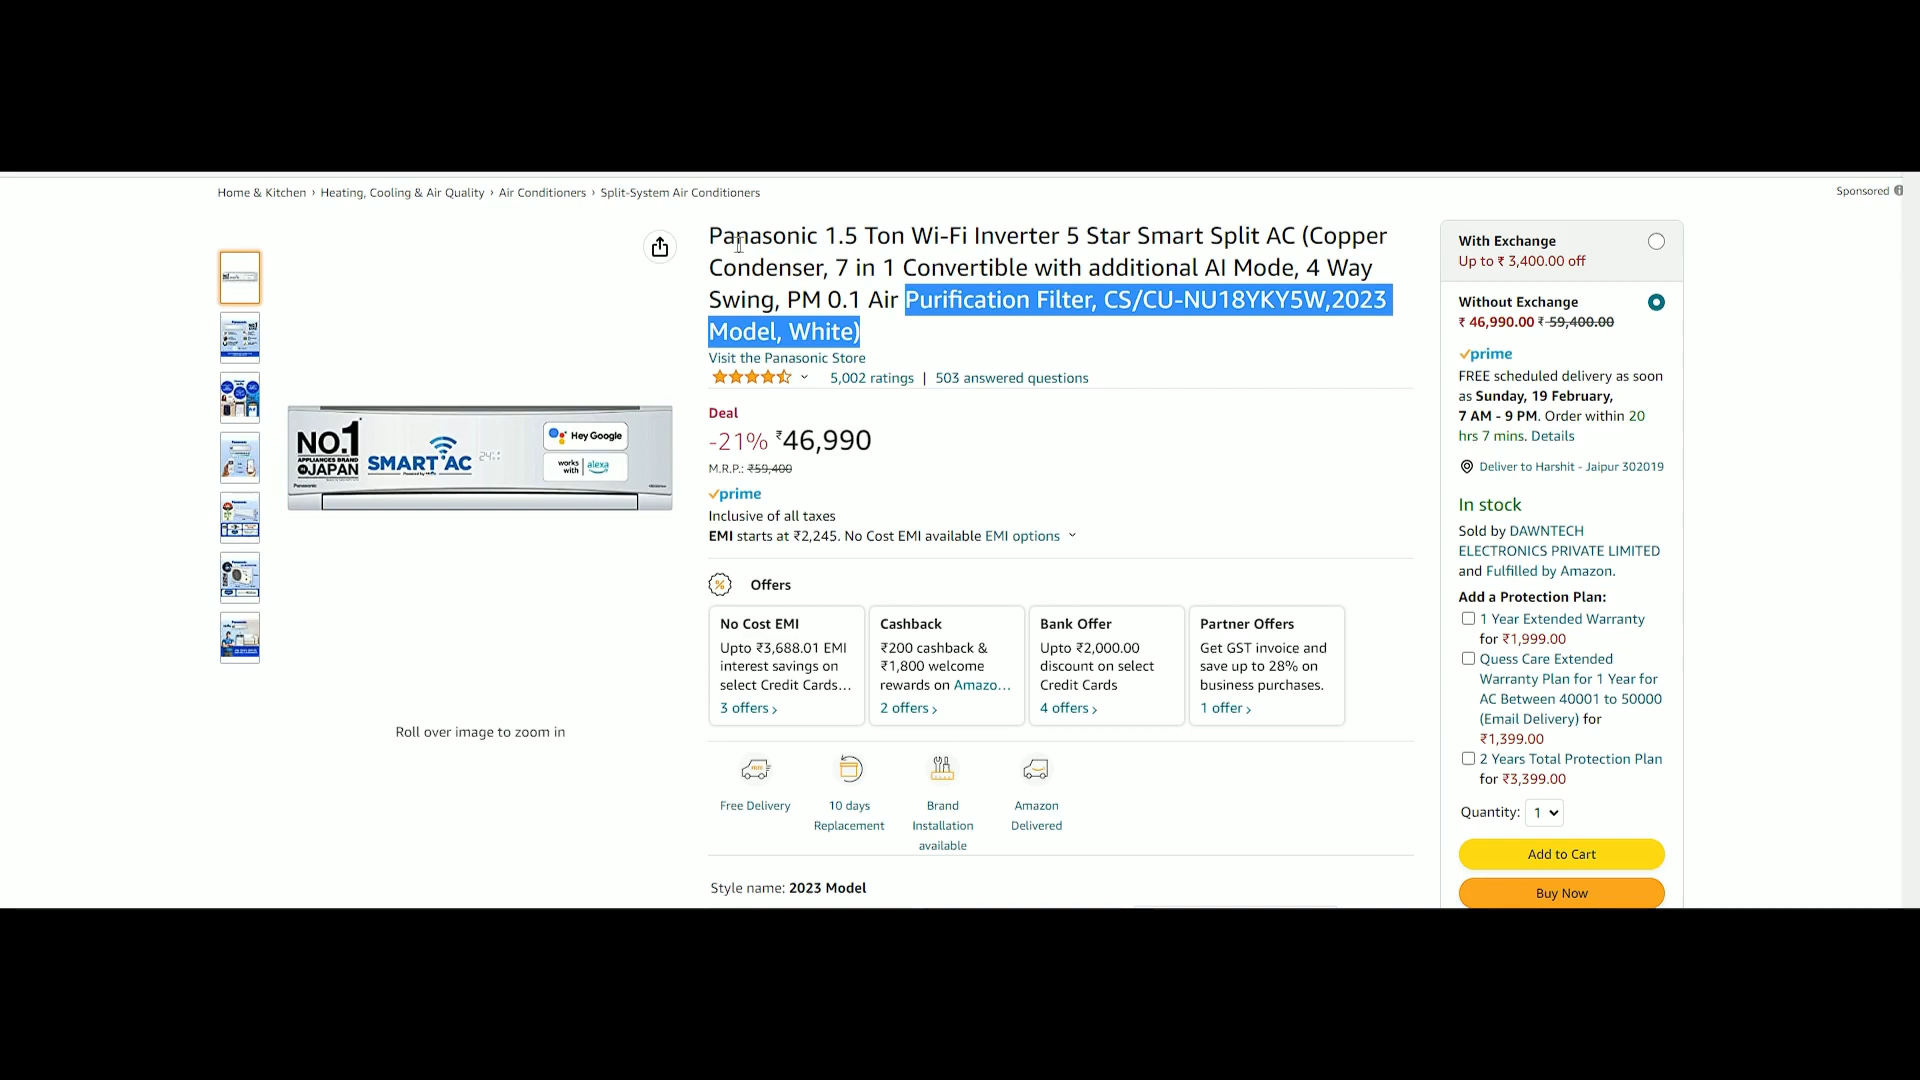 Home & Kitchen › Heating, Cooling & Air Quality › Air Conditioners › Split-System Air Conditioners
Sponsored
Panasonic 1.5 Ton Wi-Fi Inverter 5 Star Smart Split AC (Copper
Condenser, 7 in 1 Convertible with additional AI Mode, 4 Way
Swing, PM 0.1 Air Purification Filter, CS/CU-NU18YKY5W,2023
Model, White)
Visit the Panasonic Store
5,002 ratings | 503 answered questions
NO.1
APPLIANCES BRAND
JAPAN
SMART AC
Hey Google
works with alexa
Panasonic
Roll over image to zoom in
Deal
-21% ₹46,990
M.R.P.: ₹59,400
prime
Inclusive of all taxes
EMI starts at ₹2,245. No Cost EMI available EMI options
Offers
No Cost EMI
Upto ₹3,688.01 EMI
interest savings on
select Credit Cards…
3 offers ›
Cashback
₹200 cashback &
₹1,800 welcome
rewards on Amazo…
2 offers ›
Bank Offer
Upto ₹2,000.00
discount on select
Credit Cards
4 offers ›
Partner Offers
Get GST invoice and
save up to 28% on
business purchases.
1 offer ›
FREE
Free Delivery
10 days
Replacement
Brand
Installation
available
Amazon
Delivered
Style name: 2023 Model
With Exchange
Up to ₹ 3,400.00 off
Without Exchange
₹ 46,990.00 ₹ 59,400.00
prime
FREE scheduled delivery as soon
as Sunday, 19 February,
7 AM - 9 PM. Order within 20
hrs 7 mins. Details
Deliver to Harshit - Jaipur 302019
In stock
Sold by DAWNTECH
ELECTRONICS PRIVATE LIMITED
and Fulfilled by Amazon.
Add a Protection Plan:
1 Year Extended Warranty
for ₹1,999.00
Quess Care Extended
Warranty Plan for 1 Year for
AC Between 40001 to 50000
(Email Delivery) for
₹1,399.00
2 Years Total Protection Plan
for ₹3,399.00
Quantity: 1
Add to Cart
Buy Now